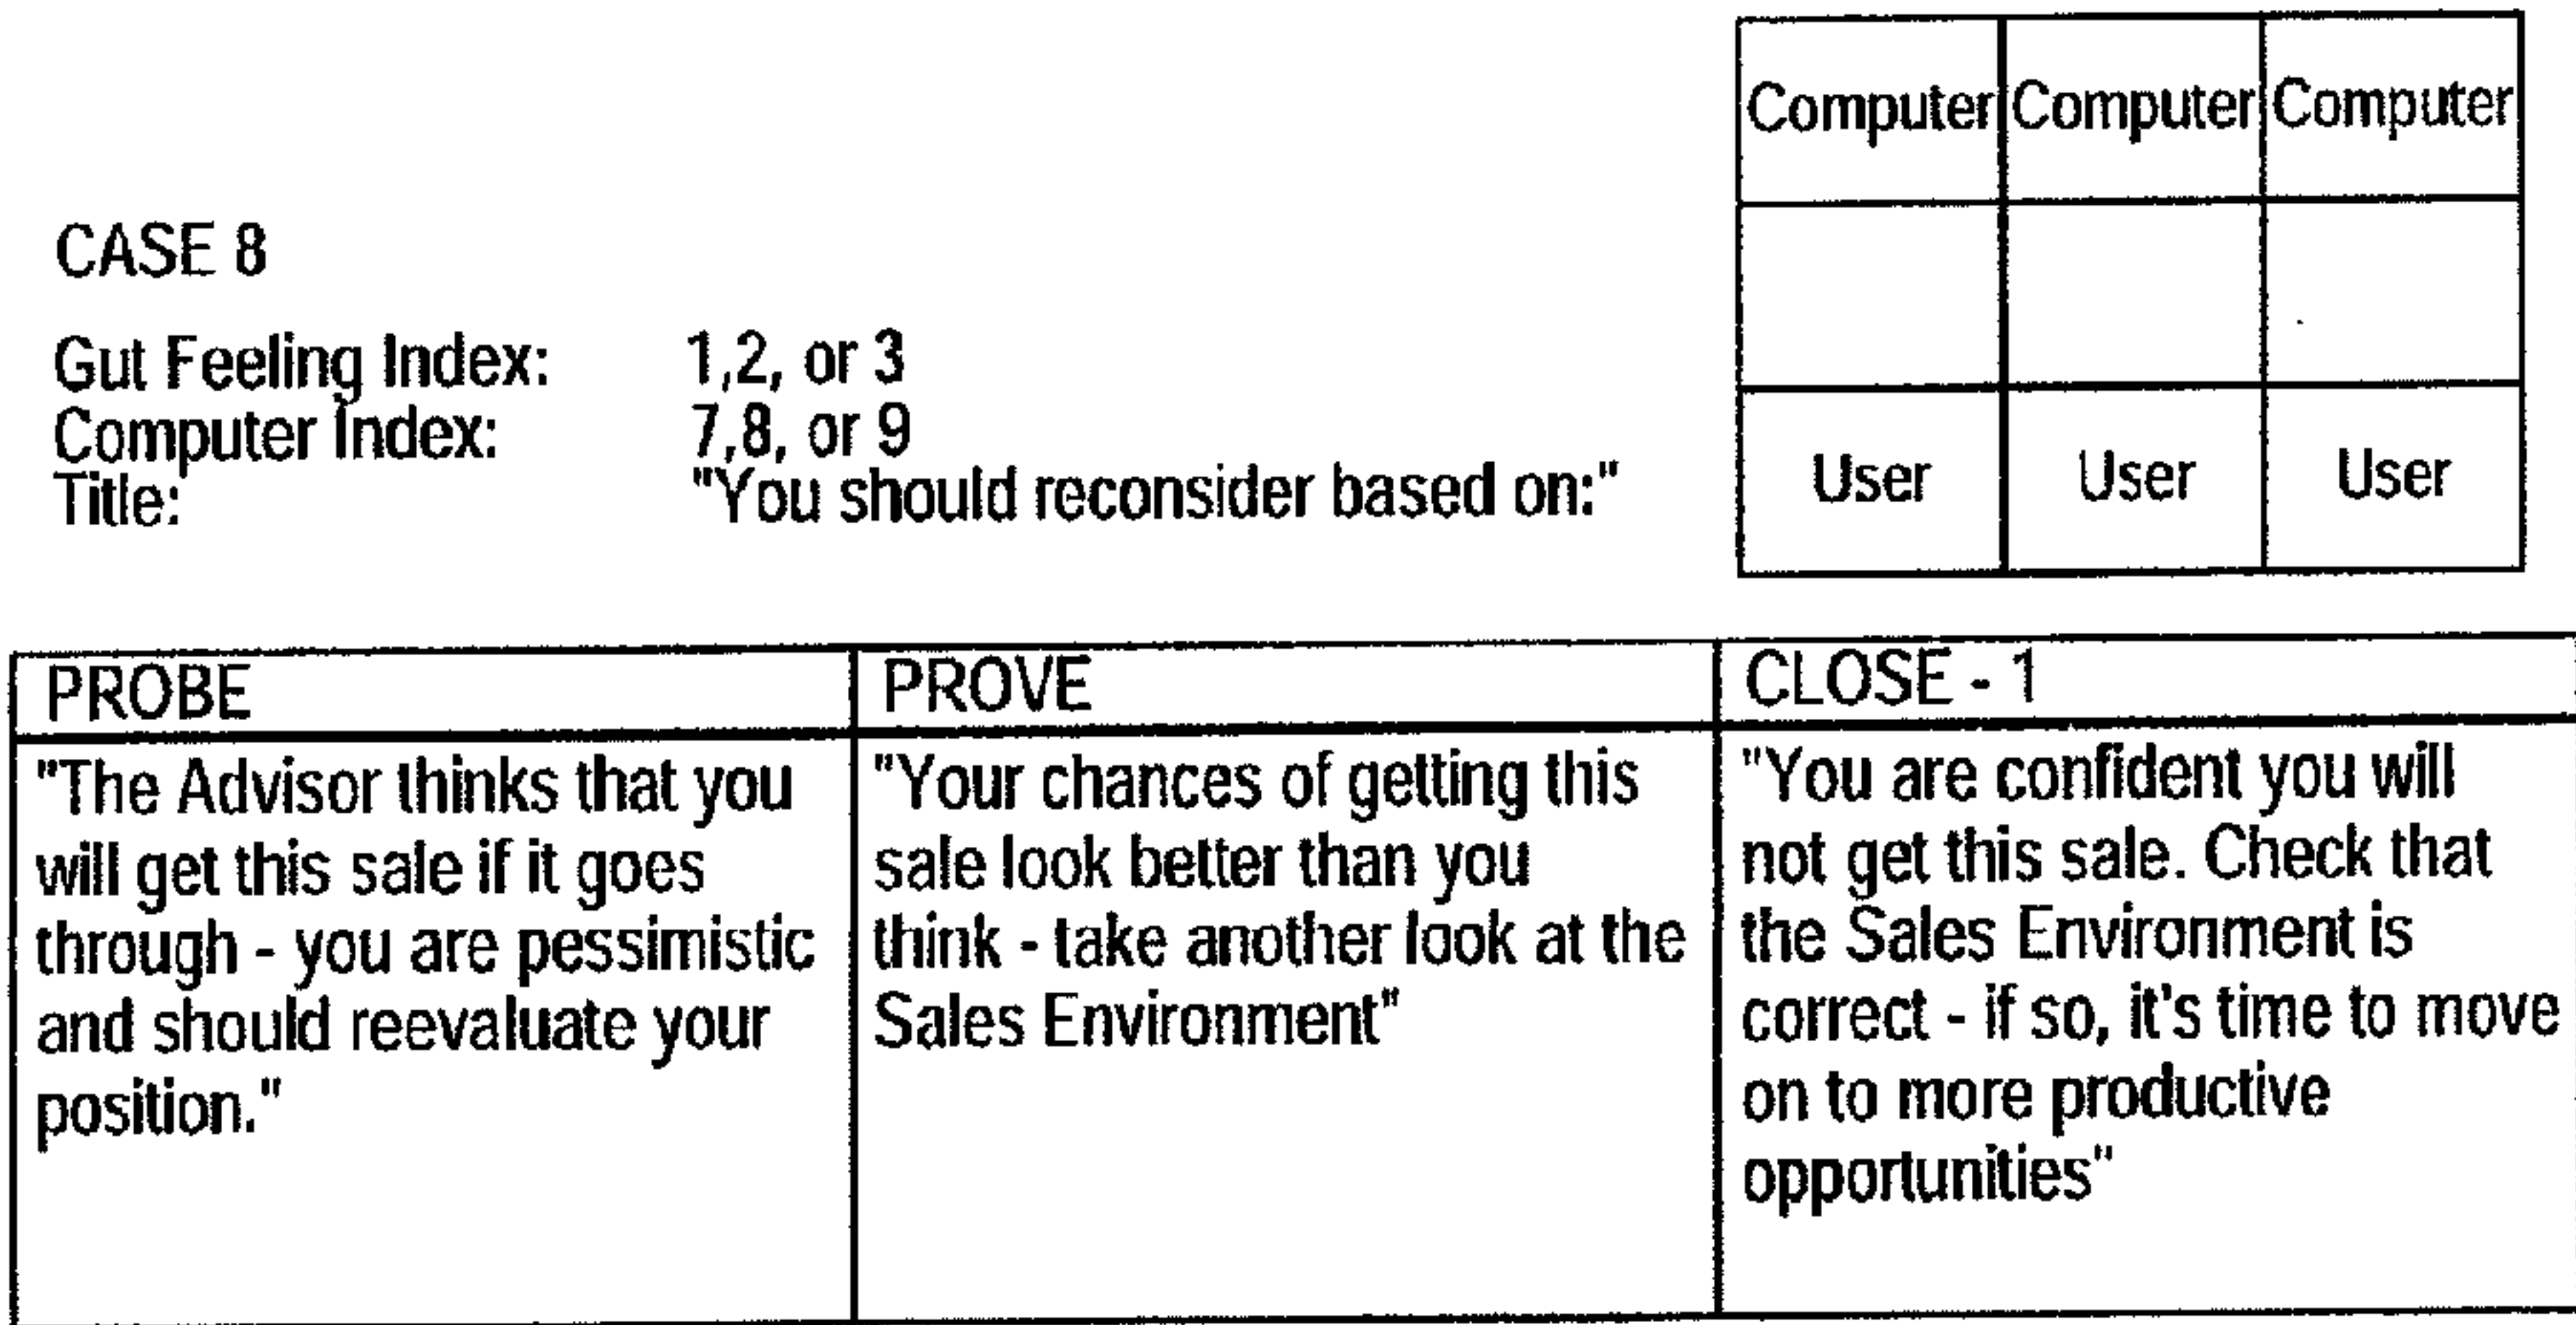 Computer Computer Computer
CASE 8
Gut Feeling Index: 1,2, or 3
Computer Index: 7,8, or 9
Title: "You should reconsider based on:"
User User User
PROBE
"The Advisor thinks that you
will get this sale if it goes
through - you are pessimistic
and should reevaluate your
position."
PROVE
"Your chances of getting this
sale look better than you
think - take another look at the
Sales Environment"
CLOSE - 1
"You are confident you will
not get this sale. Check that
the Sales Environment is
correct - if so, it's time to move
on to more productive
opportunities"